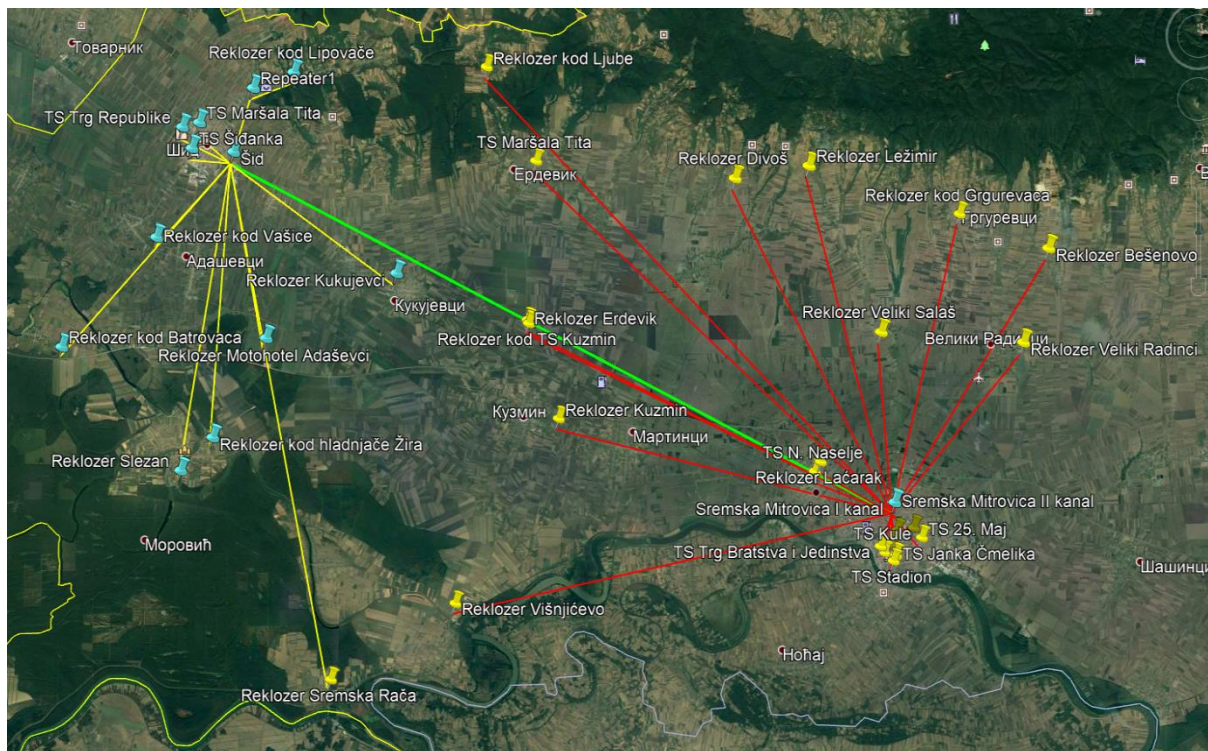 Товарник
Reklozer kod Lipovače
Repeater1
Reklozer kod Ljube
TS Trg Republike
TS Maršala Tita
TS Šidanka
Šid
TS Maršala Tita
Ердевик
Reklozer Divoš
Reklozer Ležimir
Reklozer kod Grgurevaca
Гргуревци
Reklozer kod Vašice
Адашевци
Reklozer Bešenovo
Reklozer Kukujevci
Кукујевци
Reklozer Erdevik
Reklozer kod TS Kuzmin
Reklozer Veliki Salaš
Велики Радинци
Reklozer Veliki Radinci
Reklozer kod Batrovaca
Reklozer Motohotel Adaševci
Кузмин
Reklozer Kuzmin
Мартинци
Reklozer kod hladnjače Žira
Reklozer Slezan
TS N. Naselje
Reklozer Laćarak
Sremska Mitrovica I kanal
Sremska Mitrovica II kanal
TS Kule
TS 25. Maj
TS Trg Bratstva i Jedinstva
TS Janka Čmelika
TS Stadion
Моровић
Шашинци
Reklozer Višnjićevo
Ноћај
Reklozer Sremska Rača